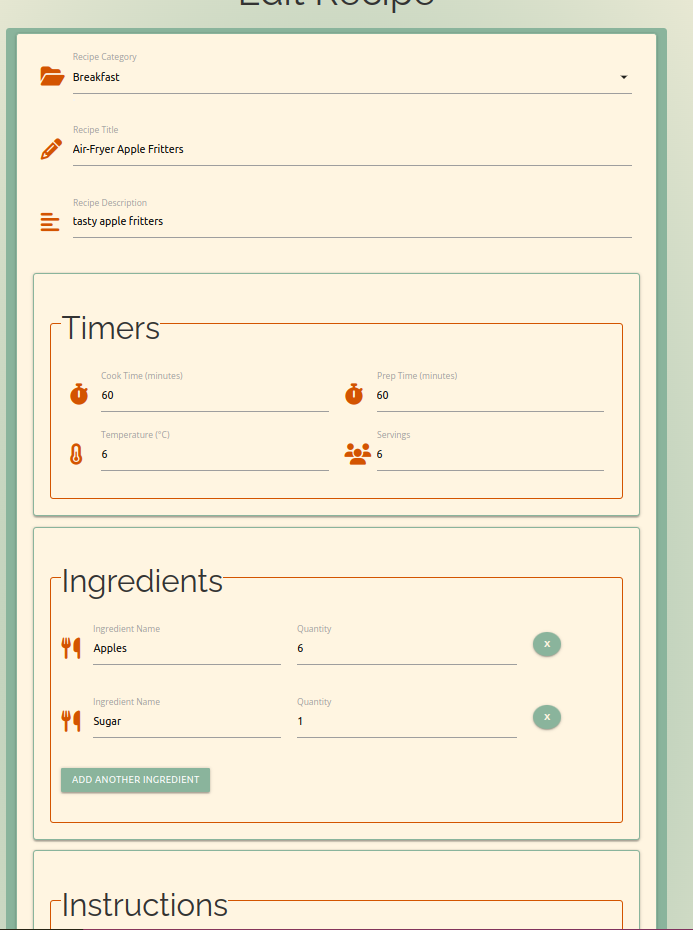 Edit Recipe
Recipe Category
Breakfast
Recipe Title
Air-Fryer Apple Fritters
Recipe Description
tasty apple fritters
Timers
Cook Time (minutes)
60
Prep Time (minutes)
60
Temperature (°C)
6
Servings
6
Ingredients
Ingredient Name
Apples
Quantity
6
X
Ingredient Name
Sugar
Quantity
1
X
ADD ANOTHER INGREDIENT
Instructions